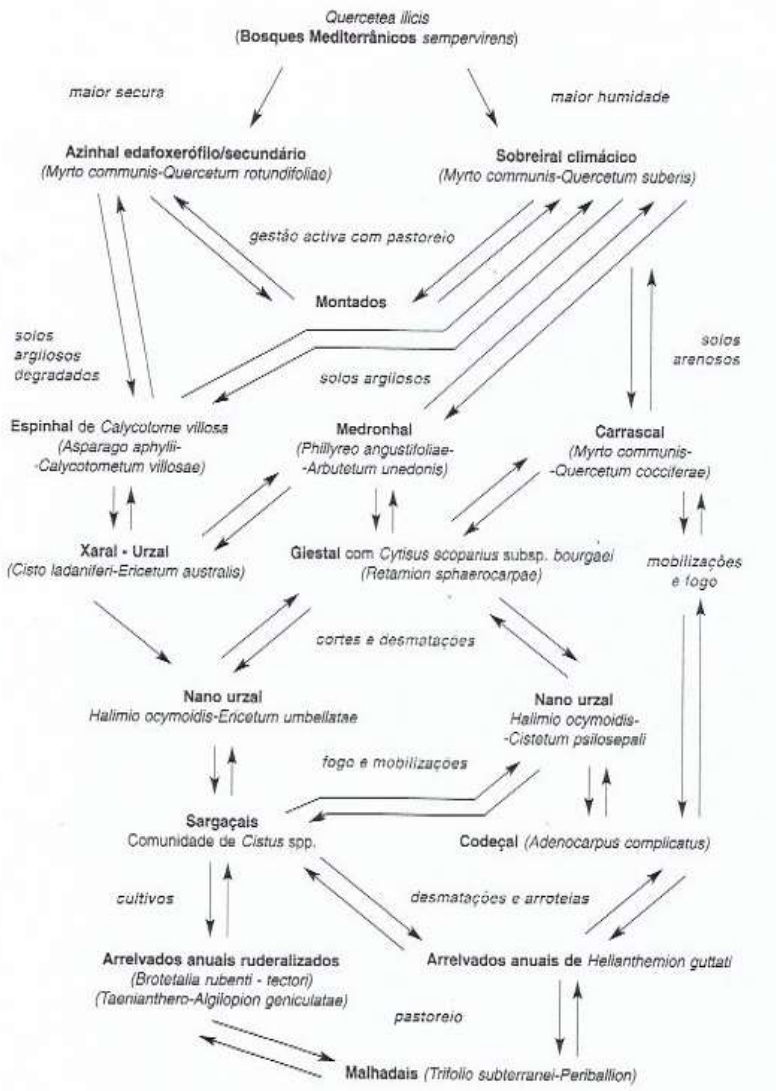 Quercetea ilicis
(Bosques Mediterrânicos sempervirens)
maior secura
maior humidade
Azinhal edafoxerófilo/secundário
(Myrto communis-Quercetum rotundifoliae)
Sobreiral climácico
(Myrto communis-Quercetum suberis)
gestão activa com pastoreio
Montados
solos
argilosos
degradados
solos argilosos
solos
arenosos
Espinhal de Calycotome villosa
(Asparago aphylii-
-Calycotometum villosae)
Medronhal
(Phillyreo angustifoliae-
-Arbutetum unedonis)
Carrascal
(Myrto communis-
-Quercetum cocciferae)
Xaral - Urzal
(Cisto ladaniferi-Ericetum australis)
Giestal com Cytisus scoparius subsp. bourgaei
(Retamion sphaerocarpae)
mobilizações
e fogo
cortes e desmatações
Nano urzal
Halimio ocymoidis-Ericetum umbellatae
Nano urzal
Halimio ocymoidis-
-Cistetum psilosepali
fogo e mobilizações
Sargaçais
Comunidade de Cistus spp.
Codeçal (Adenocarpus complicatus)
cultivos
desmatações e arroteias
Arrelvados anuais ruderalizados
(Brotetalia rubenti - tectori)
(Taenianthero-Algilopion geniculatae)
Arrelvados anuais de Helianthemion guttati
pastoreio
Malhadais (Trifolio subterranei-Periballion)